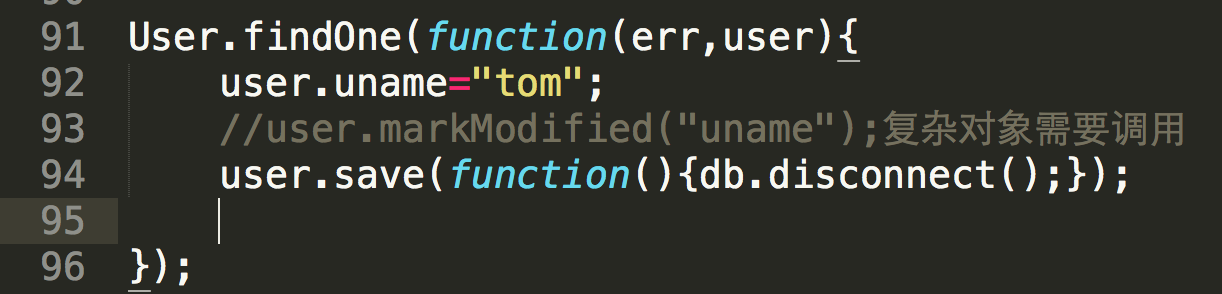 91 User.findOne(function(err,user){
92 user.uname="tom";
93 //user.markModified("uname");复杂对象需要调用
94 user.save(function(){db.disconnect();});
95
96 });